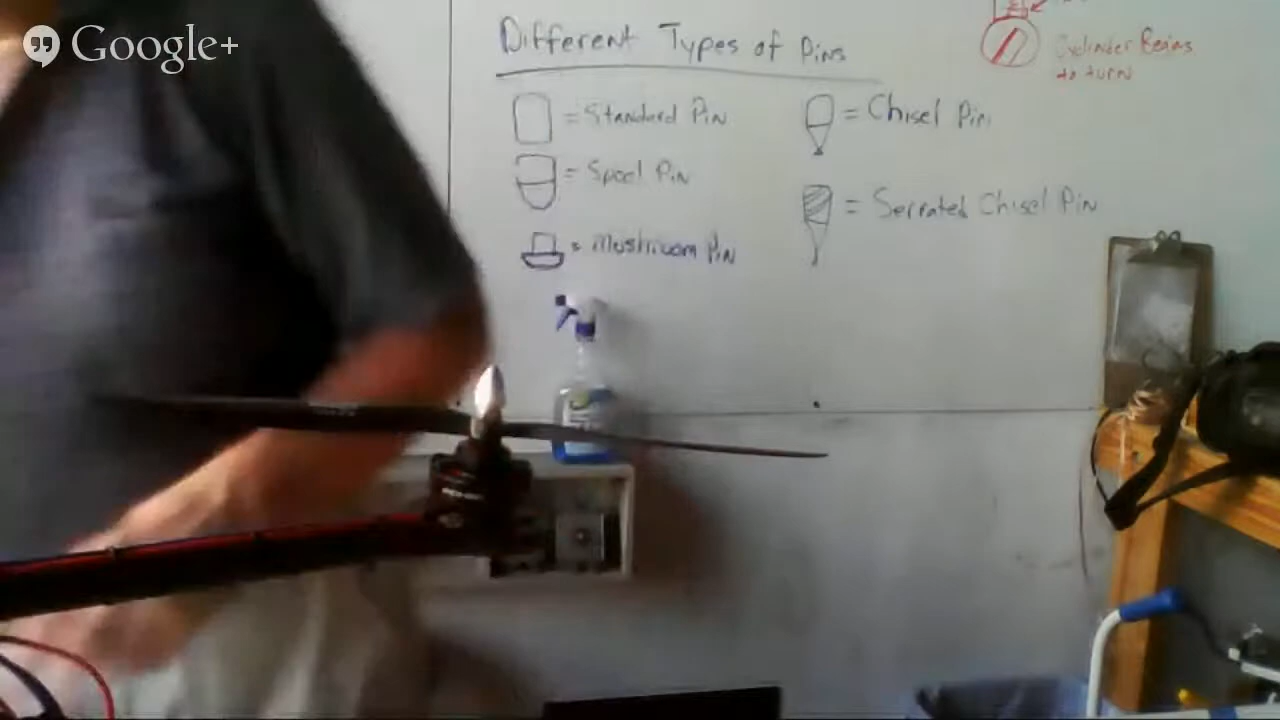 Google+
Different Types of Pins
= Standard Pin
= Spool Pin
= Mushroom Pin
= Chisel Pin
= Serrated Chisel Pin
Cylinder Begins
to turn